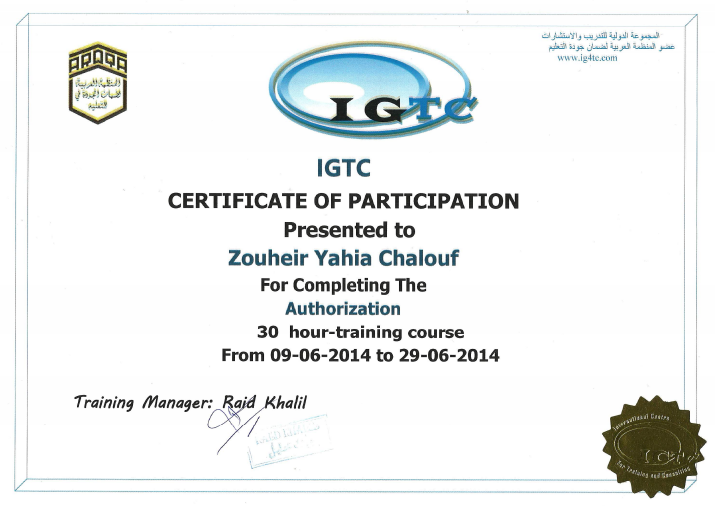 المجموعة الدولية للتدريب والاستشارات
عضو المنظمة العربية لضمان جودة التعليم
www.ig4tc.com
AROQA
المنظمة العربية
لضمان الجودة في
التعليم
IGTC
IGTC
CERTIFICATE OF PARTICIPATION
Presented to
Zouheir Yahia Chalouf
For Completing The
Authorization
30 hour-training course
From 09-06-2014 to 29-06-2014
Training Manager: Raid Khalil
International Centre
IGTC
for Training and Consulting